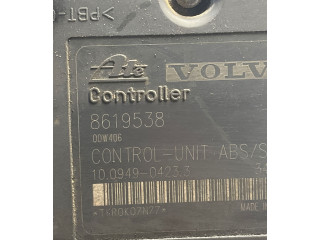 >PBT-
Ate VOLV
Controller
8619538
00W406
CONTROL-UNIT ABS/S
10.0949-0423.3
MADE IN